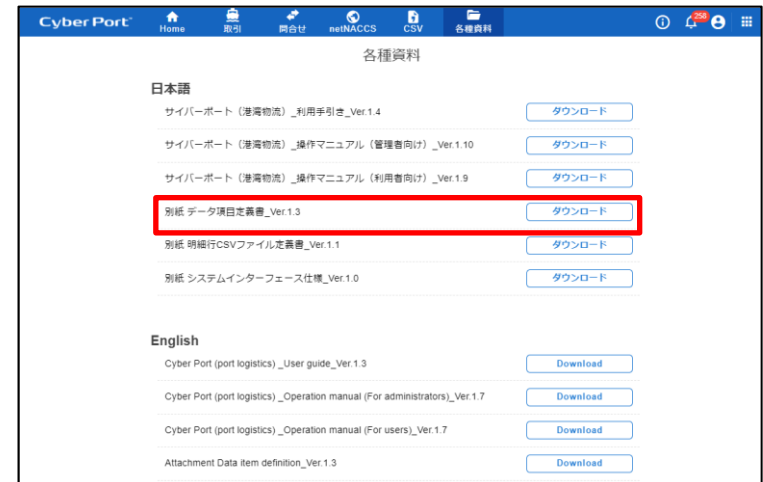 Cyber Port
Home 取引 問合せ netNACCS CSV 各種資料 258
各種資料
日本語
サイバーポート（港湾物流）_利用手引き_Ver.1.4 ダウンロード
サイバーポート（港湾物流）_操作マニュアル（管理者向け）_Ver.1.10 ダウンロード
サイバーポート（港湾物流）_操作マニュアル（利用者向け）_Ver.1.9 ダウンロード
別紙 データ項目定義書_Ver.1.3 ダウンロード
別紙 明細行CSVファイル定義書_Ver.1.1 ダウンロード
別紙 システムインターフェース仕様_Ver.1.0 ダウンロード
English
Cyber Port (port logistics) _User guide_Ver.1.3 Download
Cyber Port (port logistics) _Operation manual (For administrators)_Ver.1.7 Download
Cyber Port (port logistics) _Operation manual (For users)_Ver.1.7 Download
Attachment Data item definition_Ver.1.3 Download